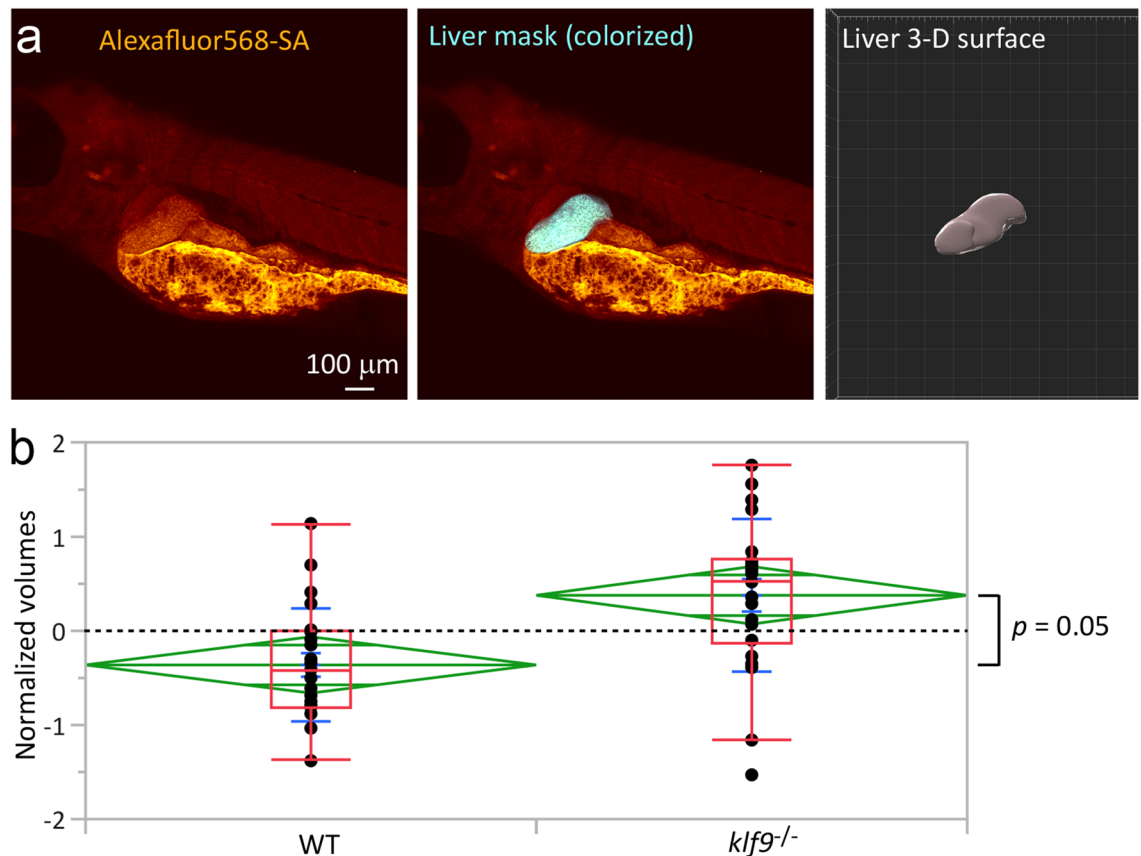 a
Alexafluor568-SA
100 μm
Liver mask (colorized)
Liver 3-D surface
b
Normalized volumes
2
1
0
-1
-2
p = 0.05
WT
klf9-/-